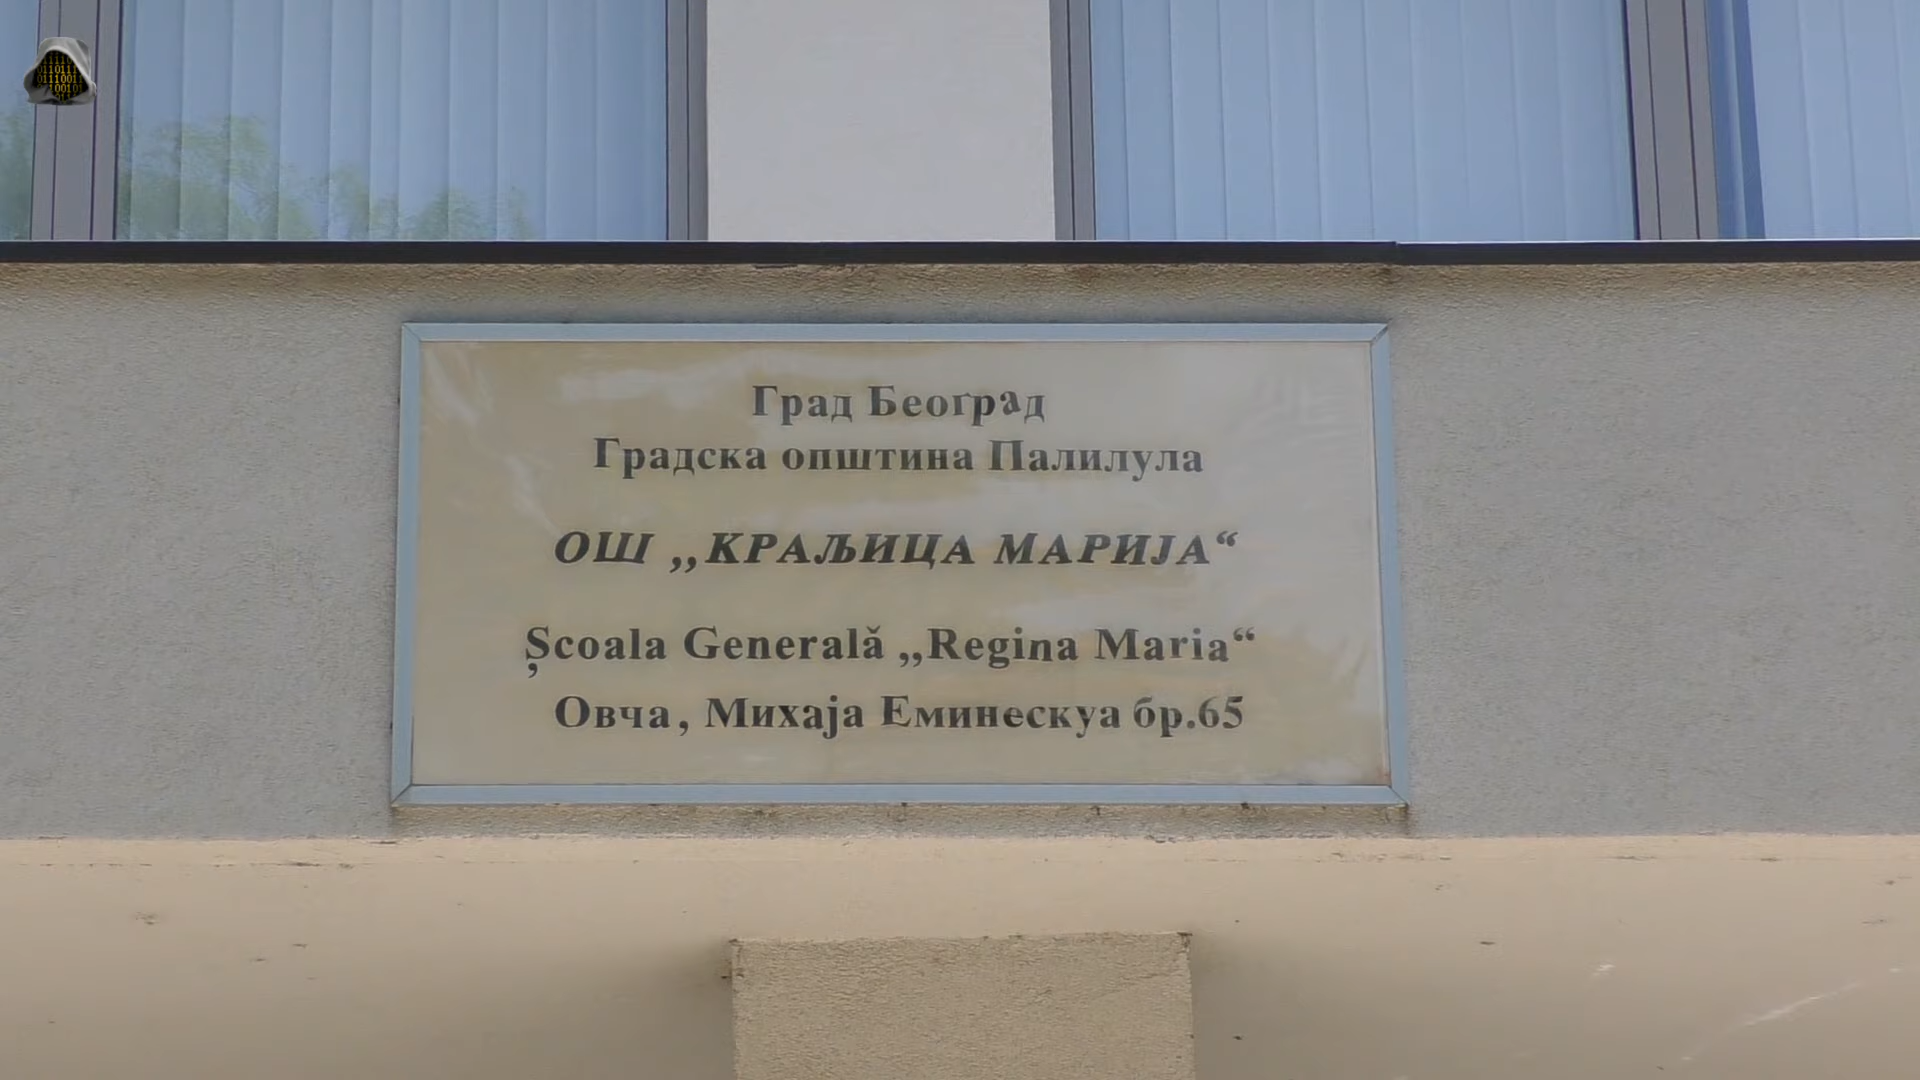 Град Београд
Градска општина Палилула
ОШ „КРАЉИЦА МАРИЈА“
Școala Generală „Regina Maria“
Овча, Михаја Еминескуа бр.65